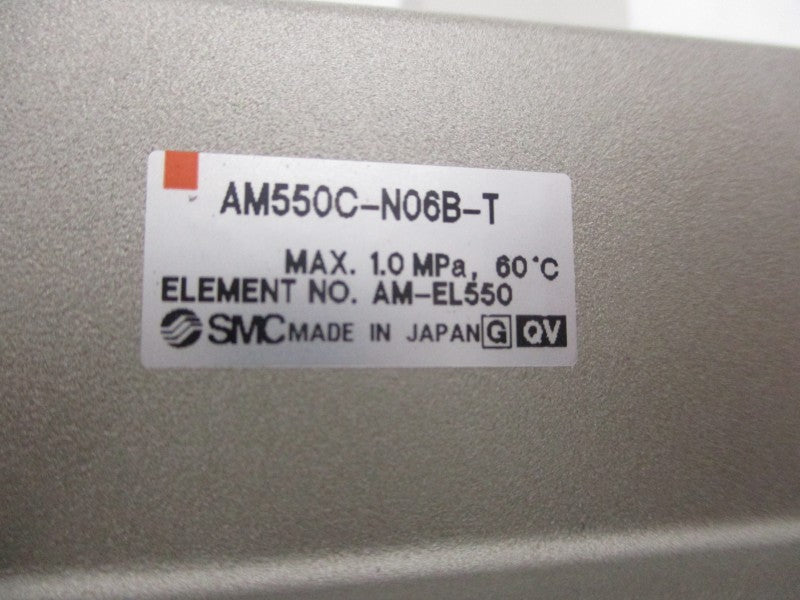 AM550C-N06B-T
MAX. 1.0 MPa, 60°C
ELEMENT NO. AM-EL550
SMC MADE IN JAPAN G QV